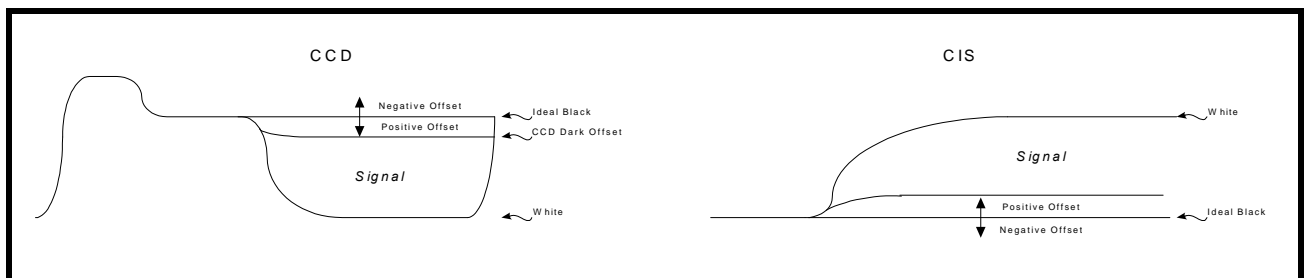 CCD
Negative Offset
Ideal Black
Positive Offset
CCD Dark Offset
Signal
White
CIS
White
Signal
Positive Offset
Ideal Black
Negative Offset